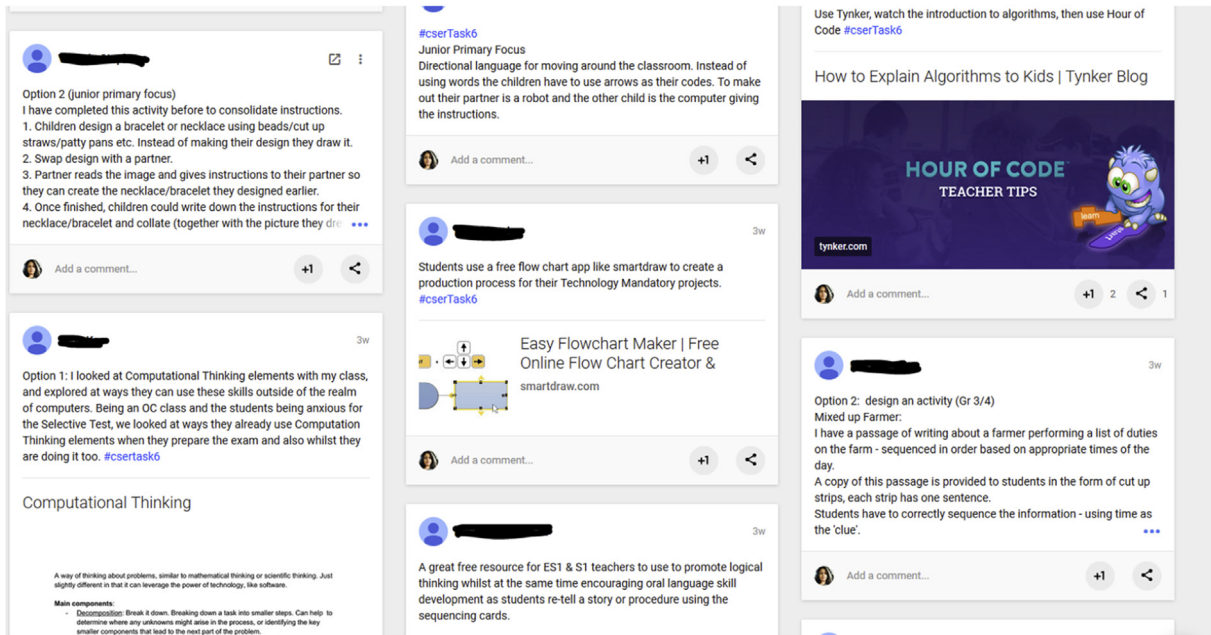 Option 2 (junior primary focus)
I have completed this activity before to consolidate instructions.
1. Children design a bracelet or necklace using beads/cut up
straws/patty pans etc. Instead of making their design they draw it.
2. Swap design with a partner.
3. Partner reads the image and gives instructions to their partner so
they can create the necklace/bracelet they designed earlier.
4. Once finished, children could write down the instructions for their
necklace/bracelet and collate (together with the picture they dre
Add a comment...
+1
3w
Option 1: I looked at Computational Thinking elements with my class,
and explored at ways they can use these skills outside of the realm
of computers. Being an OC class and the students being anxious for
the Selective Test, we looked at ways they already use Computation
Thinking elements when they prepare the exam and also whilst they
are doing it too. #csertask6
Computational Thinking
A way of thinking about problems, similar to mathematical thinking or scientific thinking. Just
slightly different in that it can leverage the power of technology, like software.
Main components:
- Decomposition: Break it down. Breaking down a task into smaller steps. Can help to
determine where any unknowns might arise in the process, or identifying the key
smaller components that lead to the next part of the problem.
#cserTask6
Junior Primary Focus
Directional language for moving around the classroom. Instead of
using words the children have to use arrows as their codes. To make
out their partner is a robot and the other child is the computer giving
the instructions.
Add a comment...
+1
3w
Students use a free flow chart app like smartdraw to create a
production process for their Technology Mandatory projects.
#cserTask6
Easy Flowchart Maker | Free
Online Flow Chart Creator &
smartdraw.com
Add a comment...
+1
3w
A great free resource for ES1 & S1 teachers to use to promote logical
thinking whilst at the same time encouraging oral language skill
development as students re-tell a story or procedure using the
sequencing cards.
Use Tynker, watch the introduction to algorithms, then use Hour of
Code #cserTask6
How to Explain Algorithms to Kids | Tynker Blog
HOUR OF CODE
TEACHER TIPS
learn
tynker.com
Add a comment...
+1 2 1
3w
Option 2: design an activity (Gr 3/4)
Mixed up Farmer:
I have a passage of writing about a farmer performing a list of duties
on the farm - sequenced in order based on appropriate times of the
day.
A copy of this passage is provided to students in the form of cut up
strips, each strip has one sentence.
Students have to correctly sequence the information - using time as
the 'clue'.
Add a comment...
+1